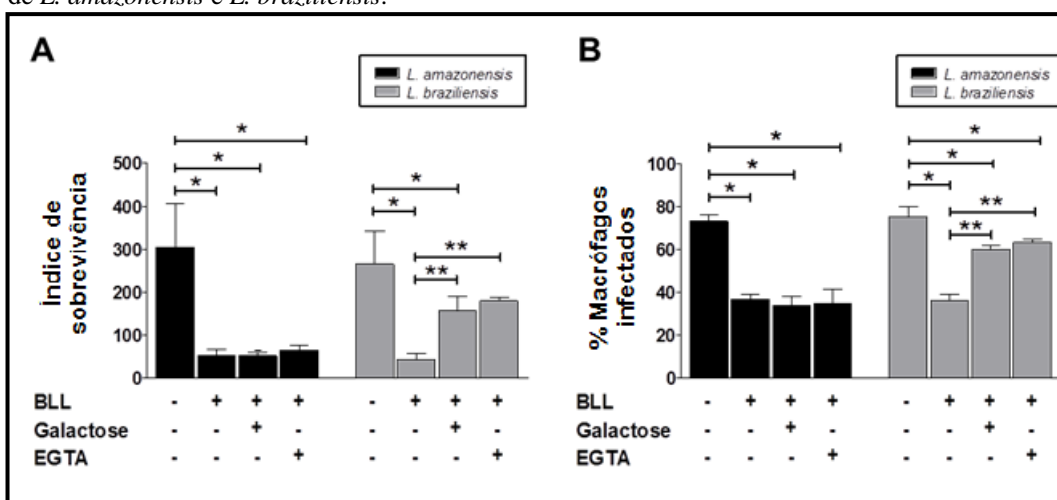 de L. amazonensis e L. braziliensis.
A
L. amazonensis
L. braziliensis
* * * * * ** **
Índice de sobrevivência
500
400
300
200
100
0
BLL - + + + - + + +
Galactose - - + - - - + -
EGTA - - - + - - - +
B
L. amazonensis
L. braziliensis
* * * * * * ** **
% Macrófagos infectados
100
80
60
40
20
0
BLL - + + + - + + +
Galactose - - + - - - + -
EGTA - - - + - - - +